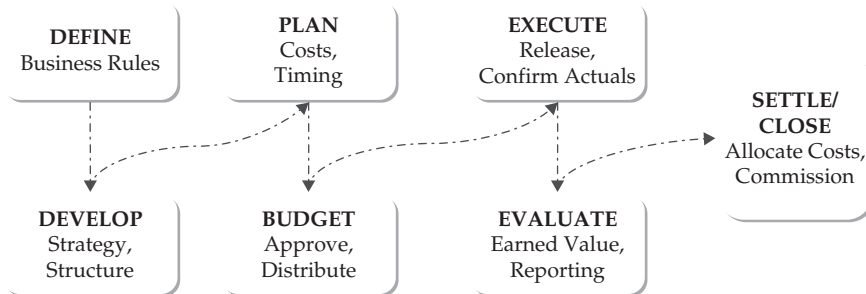 DEFINE
Business Rules
PLAN
Costs,
Timing
EXECUTE
Release,
Confirm Actuals
SETTLE/
CLOSE
Allocate Costs,
Commission
DEVELOP
Strategy,
Structure
BUDGET
Approve,
Distribute
EVALUATE
Earned Value,
Reporting